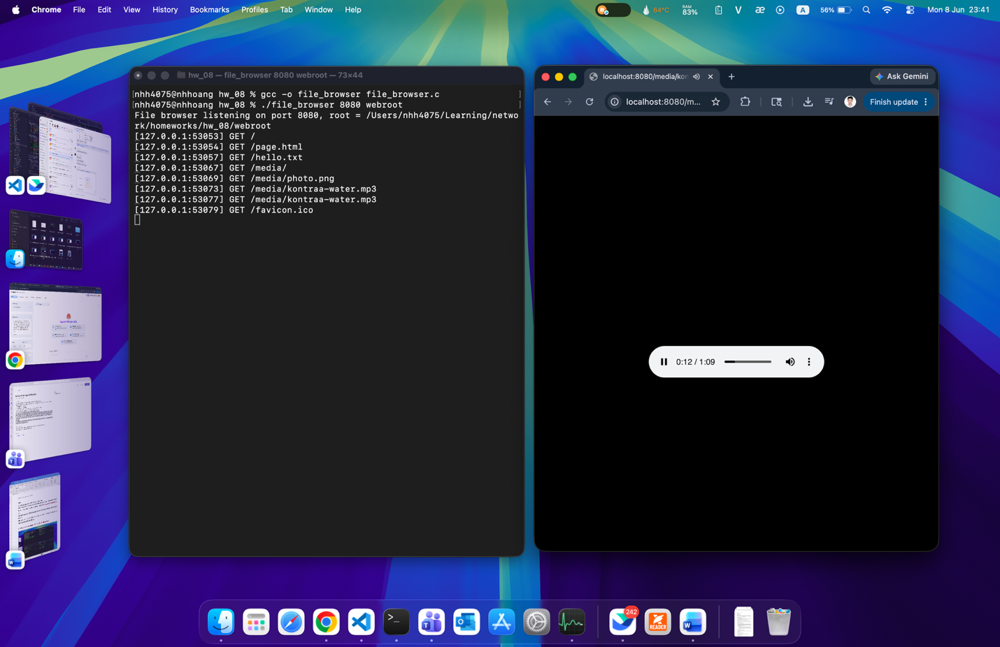 Chrome File Edit View History Bookmarks Profiles Tab Window Help
64°C RAM 83% V æ A 56% Mon 8 Jun 23:41
hw_08 — file_browser 8080 webroot — 73×44
[nhh4075@nhhoang hw_08 % gcc -o file_browser file_browser.c ]
[nhh4075@nhhoang hw_08 % ./file_browser 8080 webroot ]
File browser listening on port 8080, root = /Users/nhh4075/Learning/netwo
rk/homeworks/hw_08/webroot
[127.0.0.1:53053] GET /
[127.0.0.1:53054] GET /page.html
[127.0.0.1:53057] GET /hello.txt
[127.0.0.1:53067] GET /media/
[127.0.0.1:53069] GET /media/photo.png
[127.0.0.1:53073] GET /media/kontraa-water.mp3
[127.0.0.1:53077] GET /media/kontraa-water.mp3
[127.0.0.1:53079] GET /favicon.ico
localhost:8080/media/kon
Ask Gemini
localhost:8080/m...
Finish update
0:12 / 1:09
242
READER